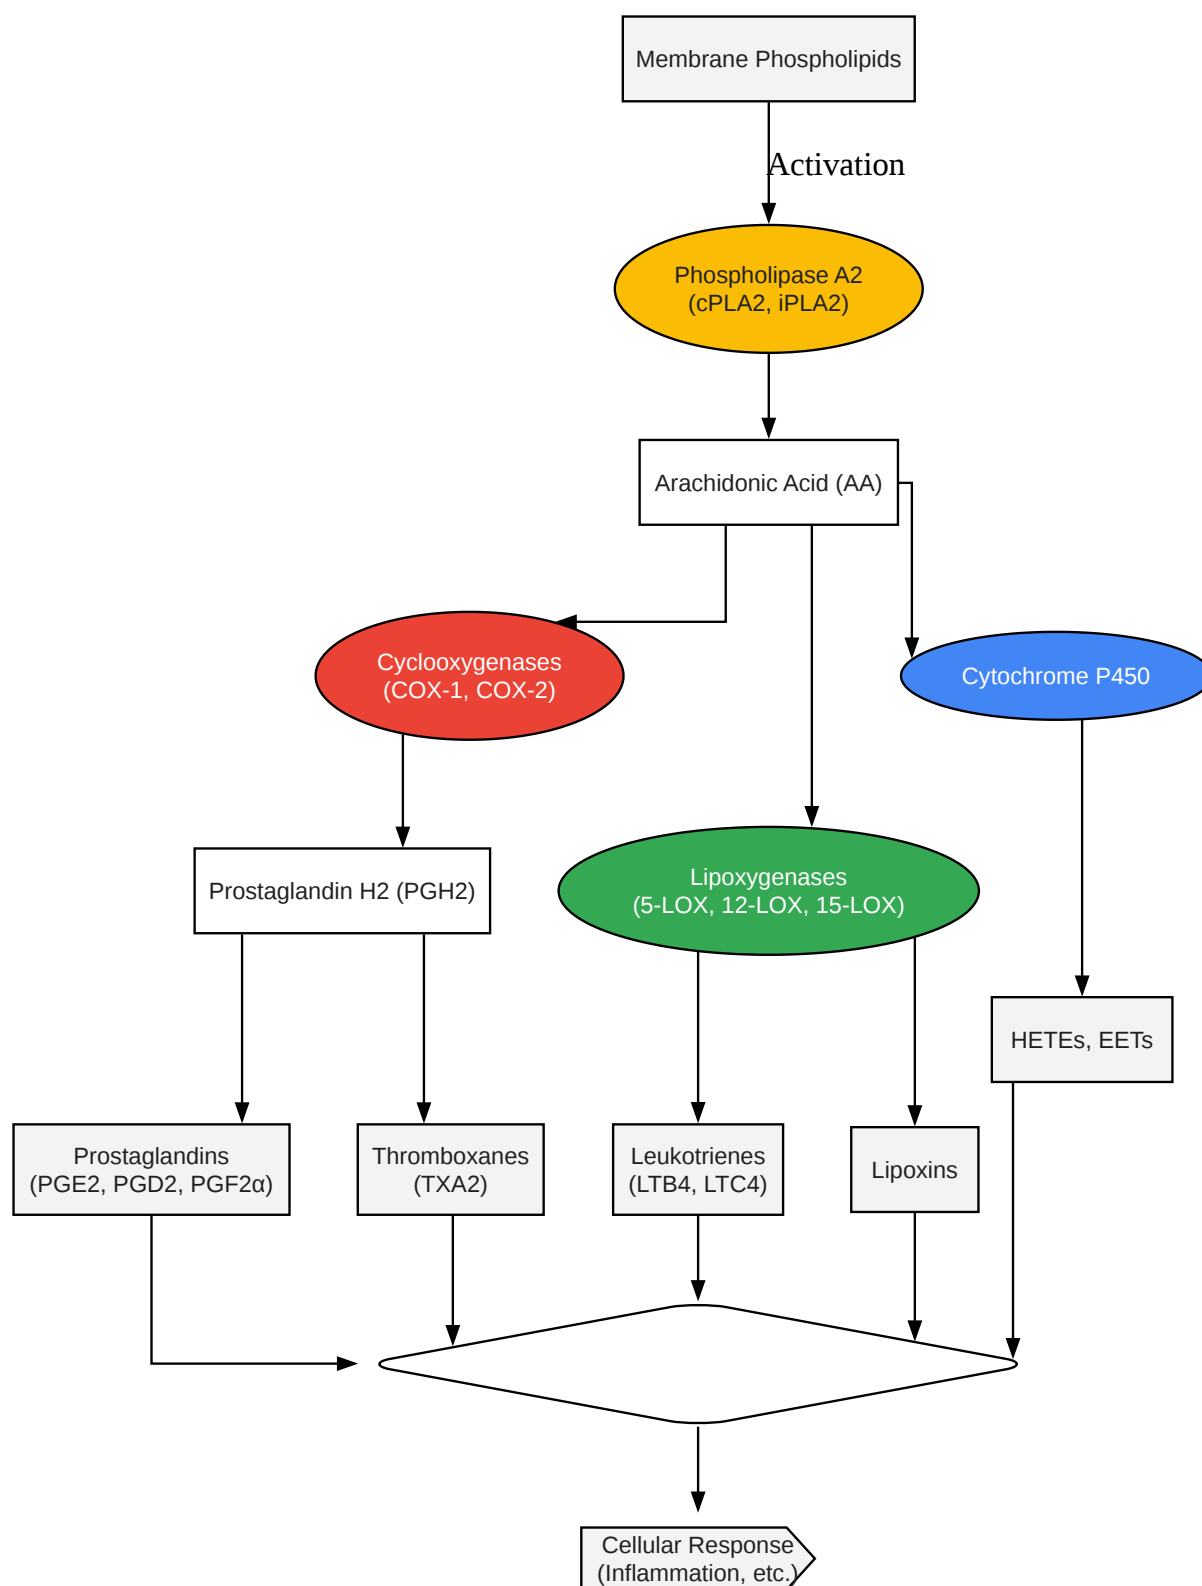 Membrane Phospholipids
Activation
Phospholipase A2
(cPLA2, iPLA2)
Arachidonic Acid (AA)
Cyclooxygenases
(COX-1, COX-2)
Cytochrome P450
Prostaglandin H2 (PGH2)
Lipoxygenases
(5-LOX, 12-LOX, 15-LOX)
HETEs, EETs
Prostaglandins
(PGE2, PGD2, PGF2α)
Thromboxanes
(TXA2)
Leukotrienes
(LTB4, LTC4)
Lipoxins
Cellular Response
(Inflammation, etc.)